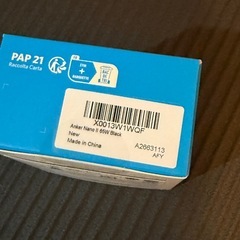 PAP 21
Raccolta Carta
X0013W1WQF
Anker Nano II 65W Black
New
Made in China
A2663113
AFY